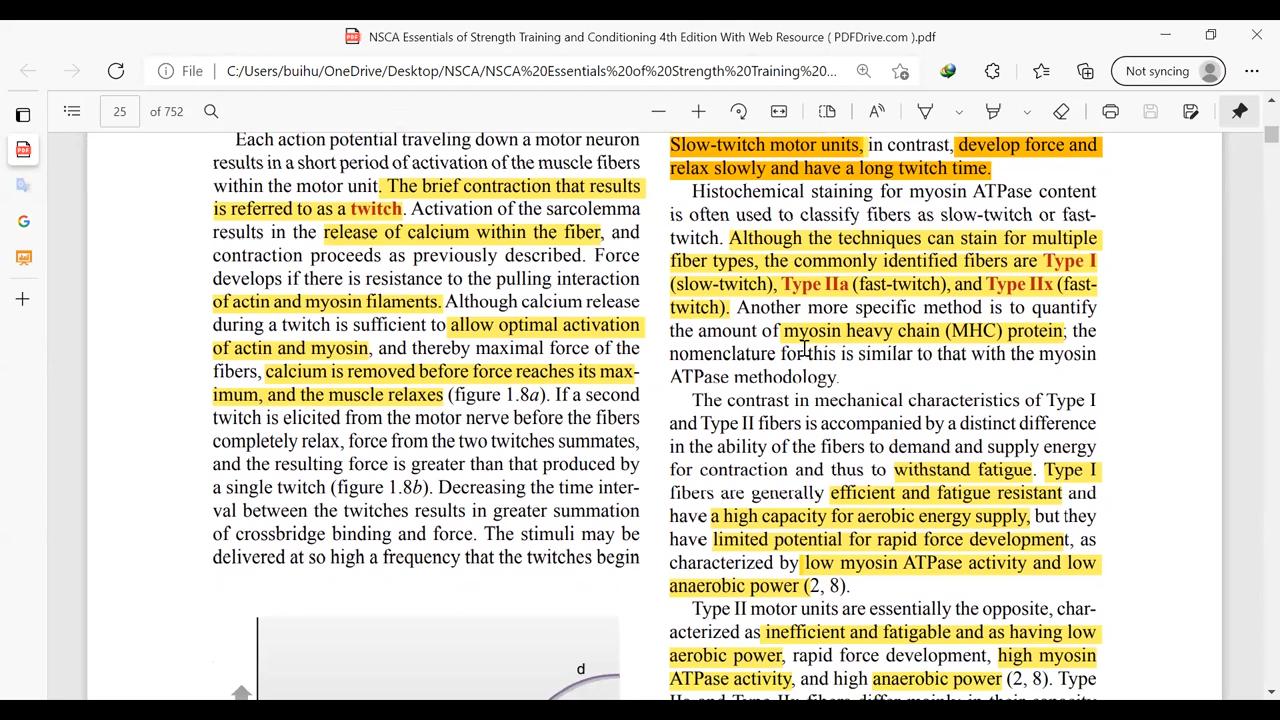 NSCA Essentials of Strength Training and Conditioning 4th Edition With Web Resource ( PDFDrive.com ).pdf
File
C:/Users/buihu/OneDrive/Desktop/NSCA/NSCA%20Essentials%20of%20Strength%20Training%20...
Not syncing
25 of 752
Each action potential traveling down a motor neuron
results in a short period of activation of the muscle fibers
within the motor unit. The brief contraction that results
is referred to as a twitch. Activation of the sarcolemma
results in the release of calcium within the fiber, and
contraction proceeds as previously described. Force
develops if there is resistance to the pulling interaction
of actin and myosin filaments. Although calcium release
during a twitch is sufficient to allow optimal activation
of actin and myosin, and thereby maximal force of the
fibers, calcium is removed before force reaches its max-
imum, and the muscle relaxes (figure 1.8a). If a second
twitch is elicited from the motor nerve before the fibers
completely relax, force from the two twitches summates,
and the resulting force is greater than that produced by
a single twitch (figure 1.8b). Decreasing the time inter-
val between the twitches results in greater summation
of crossbridge binding and force. The stimuli may be
delivered at so high a frequency that the twitches begin
d
Slow-twitch motor units, in contrast, develop force and
relax slowly and have a long twitch time.
Histochemical staining for myosin ATPase content
is often used to classify fibers as slow-twitch or fast-
twitch. Although the techniques can stain for multiple
fiber types, the commonly identified fibers are Type I
(slow-twitch), Type IIa (fast-twitch), and Type IIx (fast-
twitch). Another more specific method is to quantify
the amount of myosin heavy chain (MHC) protein; the
nomenclature for this is similar to that with the myosin
ATPase methodology.
The contrast in mechanical characteristics of Type I
and Type II fibers is accompanied by a distinct difference
in the ability of the fibers to demand and supply energy
for contraction and thus to withstand fatigue. Type I
fibers are generally efficient and fatigue resistant and
have a high capacity for aerobic energy supply, but they
have limited potential for rapid force development, as
characterized by low myosin ATPase activity and low
anaerobic power (2, 8).
Type II motor units are essentially the opposite, char-
acterized as inefficient and fatigable and as having low
aerobic power, rapid force development, high myosin
ATPase activity, and high anaerobic power (2, 8). Type
IIa and Type IIx fibers differ mainly in their capacity